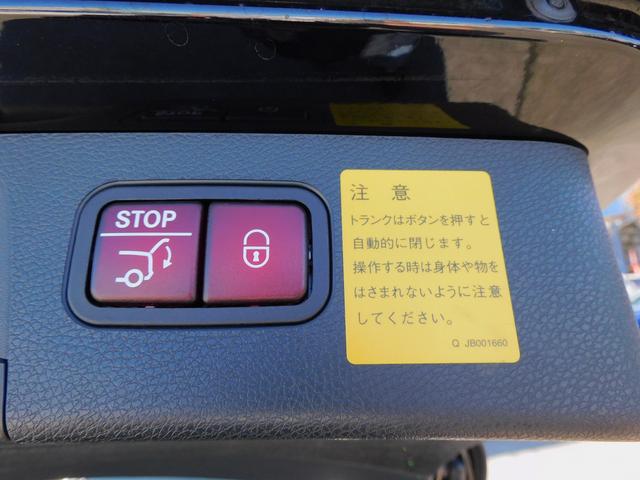 STOP
注 意
トランクはボタンを押すと
自動的に閉じます。
操作する時は身体や物を
はさまれないように注意
してください。
Q JB001660